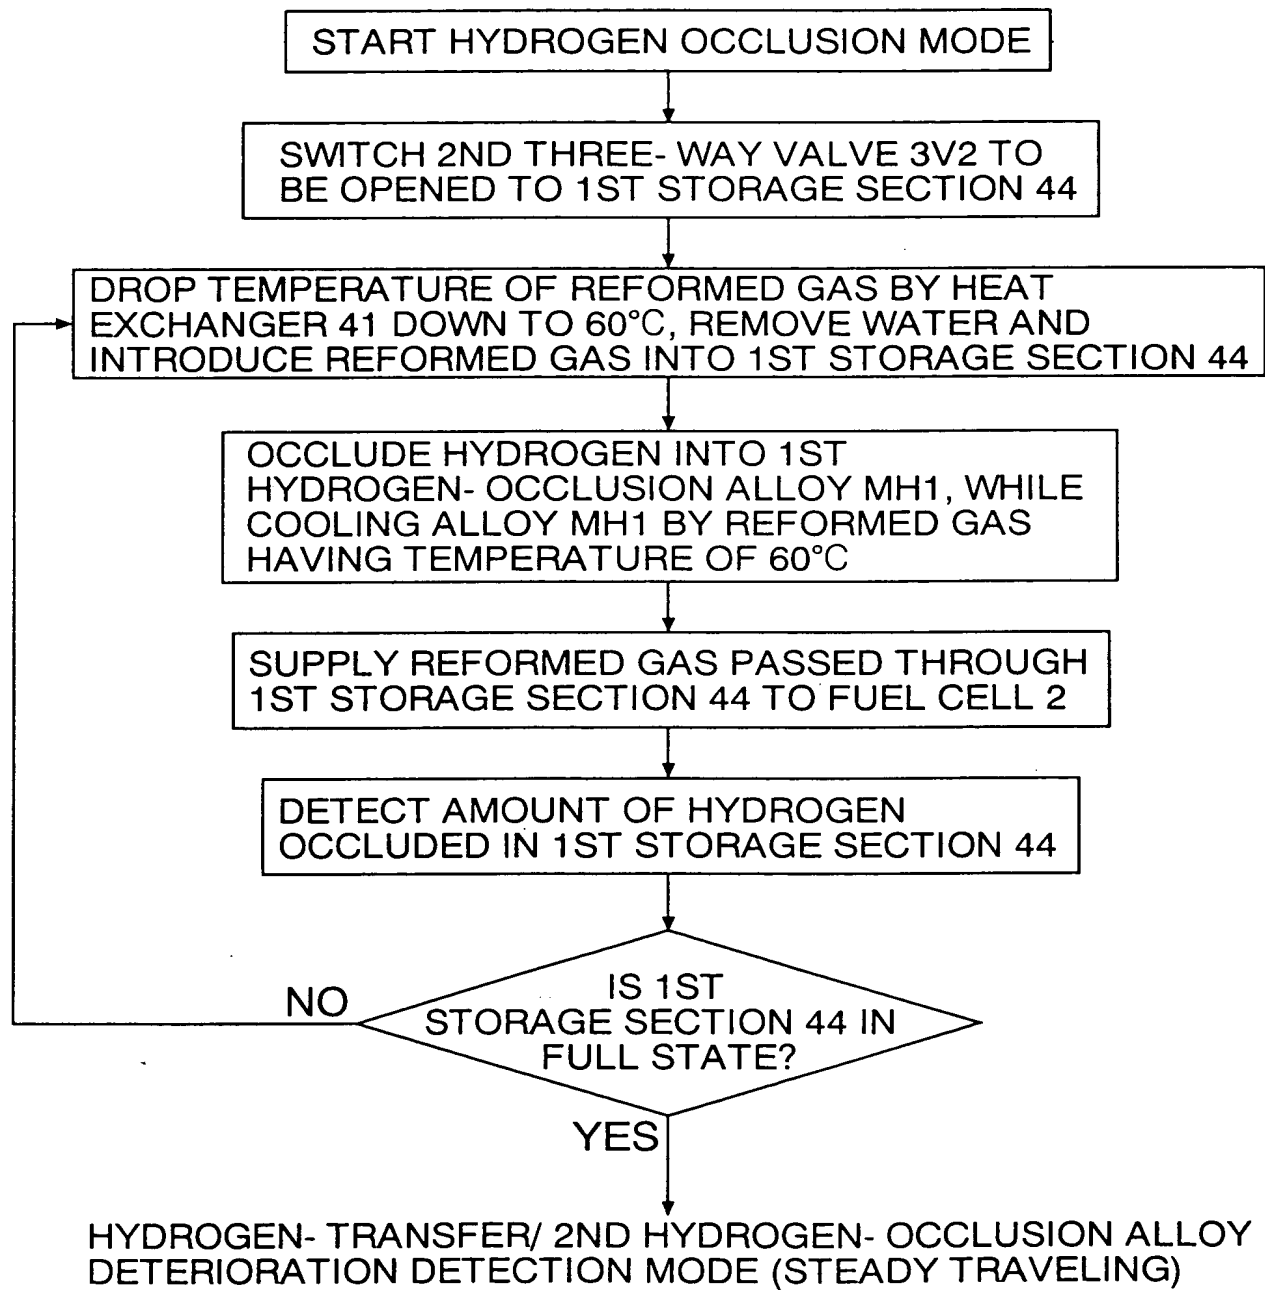 START HYDROGEN OCCLUSION MODE
SWITCH 2ND THREE- WAY VALVE 3V2 TO
BE OPENED TO 1ST STORAGE SECTION 44
DROP TEMPERATURE OF REFORMED GAS BY HEAT
EXCHANGER 41 DOWN TO 60°C, REMOVE WATER AND
INTRODUCE REFORMED GAS INTO 1ST STORAGE SECTION 44
OCCLUDE HYDROGEN INTO 1ST
HYDROGEN- OCCLUSION ALLOY MH1, WHILE
COOLING ALLOY MH1 BY REFORMED GAS
HAVING TEMPERATURE OF 60°C
SUPPLY REFORMED GAS PASSED THROUGH
1ST STORAGE SECTION 44 TO FUEL CELL 2
DETECT AMOUNT OF HYDROGEN
OCCLUDED IN 1ST STORAGE SECTION 44
IS 1ST
STORAGE SECTION 44 IN
FULL STATE?
NO
YES
HYDROGEN- TRANSFER/ 2ND HYDROGEN- OCCLUSION ALLOY
DETERIORATION DETECTION MODE (STEADY TRAVELING)